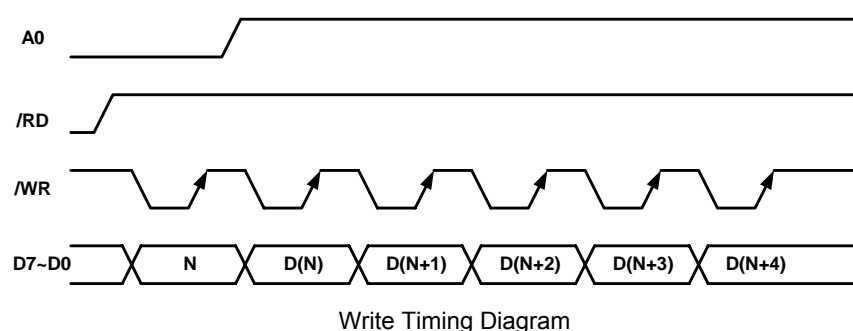 A0
/RD
/WR
D7~D0 N D(N) D(N+1) D(N+2) D(N+3) D(N+4)
Write Timing Diagram